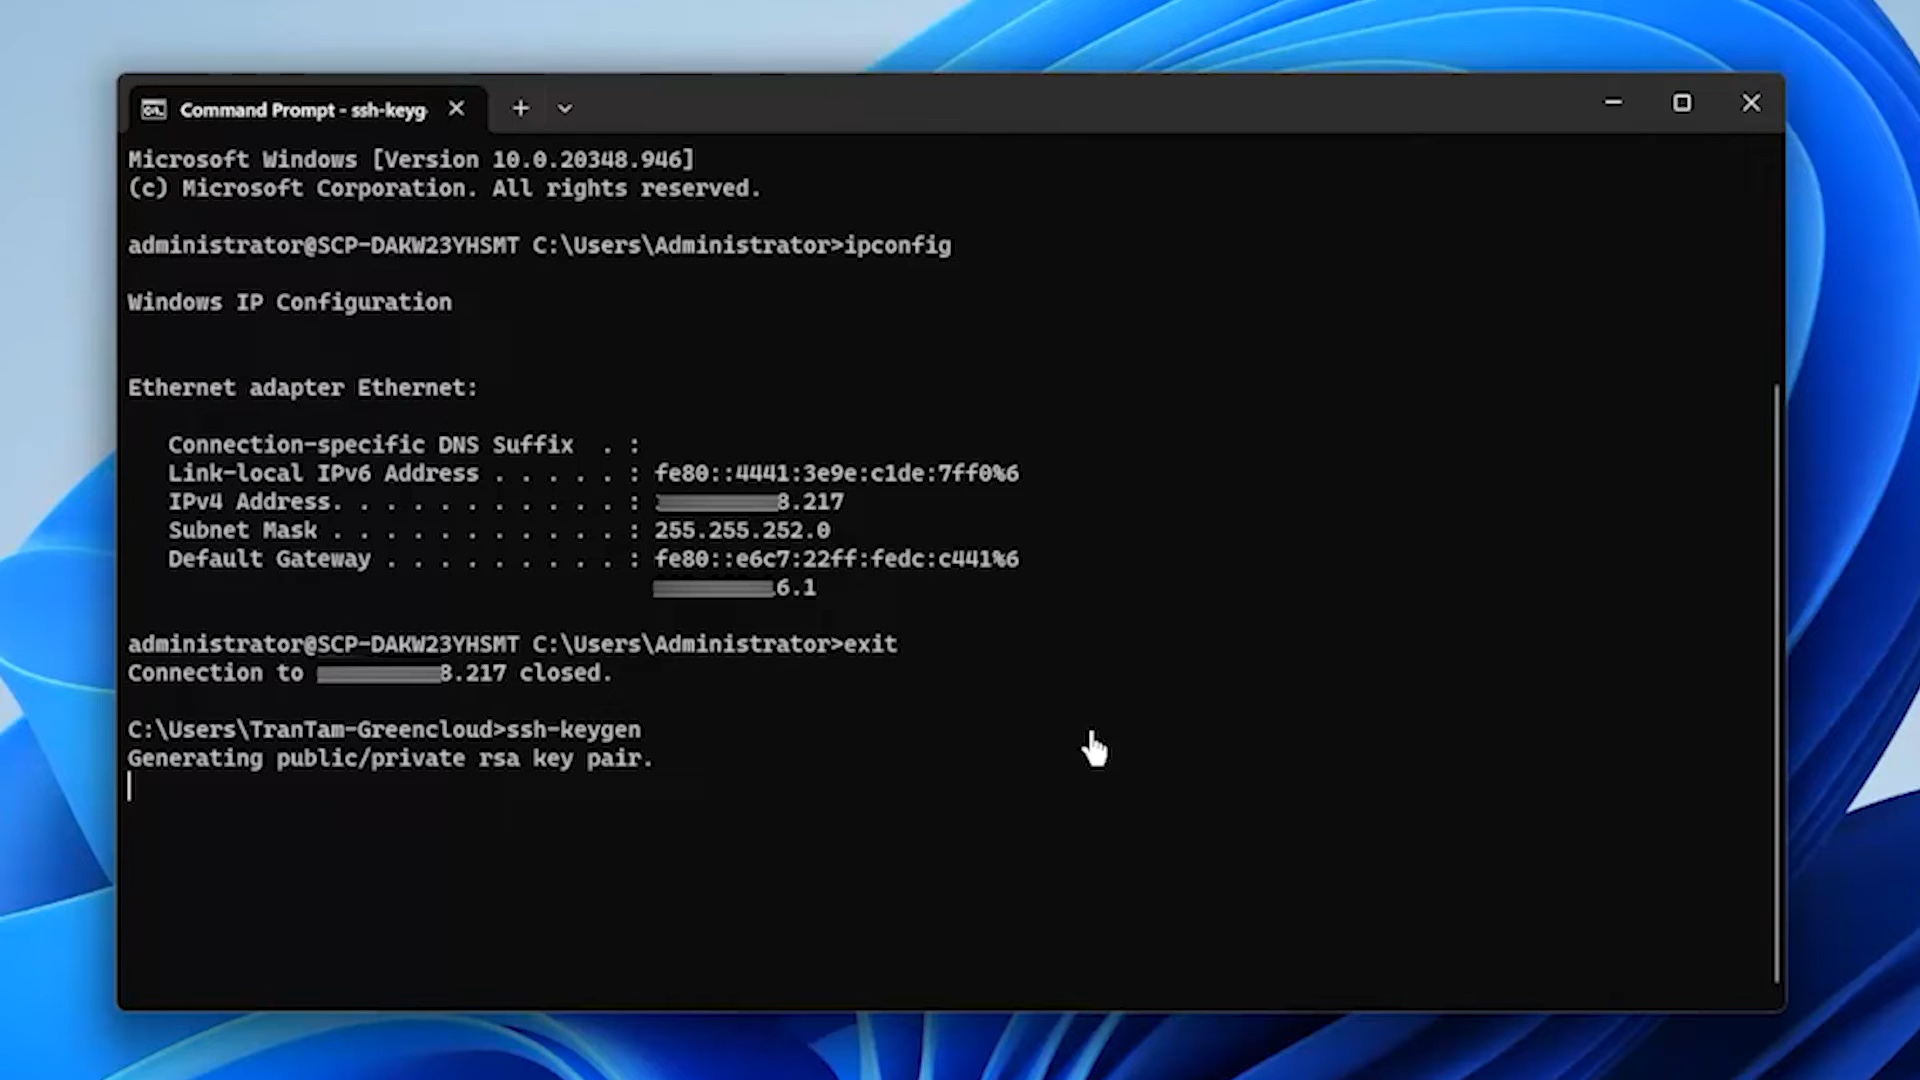 Command Prompt - ssh-keyg
Microsoft Windows [Version 10.0.20348.946]
(c) Microsoft Corporation. All rights reserved.
administrator@SCP-DAKW23YHSMT C:\Users\Administrator>ipconfig
Windows IP Configuration
Ethernet adapter Ethernet:
Connection-specific DNS Suffix . :
Link-local IPv6 Address . . . . . : fe80::4441:3e9e:c1de:7ff0%6
IPv4 Address. . . . . . . . . . . : 8.217
Subnet Mask . . . . . . . . . . . : 255.255.252.0
Default Gateway . . . . . . . . . : fe80::e6c7:22ff:fedc:c441%6
6.1
administrator@SCP-DAKW23YHSMT C:\Users\Administrator>exit
Connection to 8.217 closed.
C:\Users\TranTam-Greencloud>ssh-keygen
Generating public/private rsa key pair.